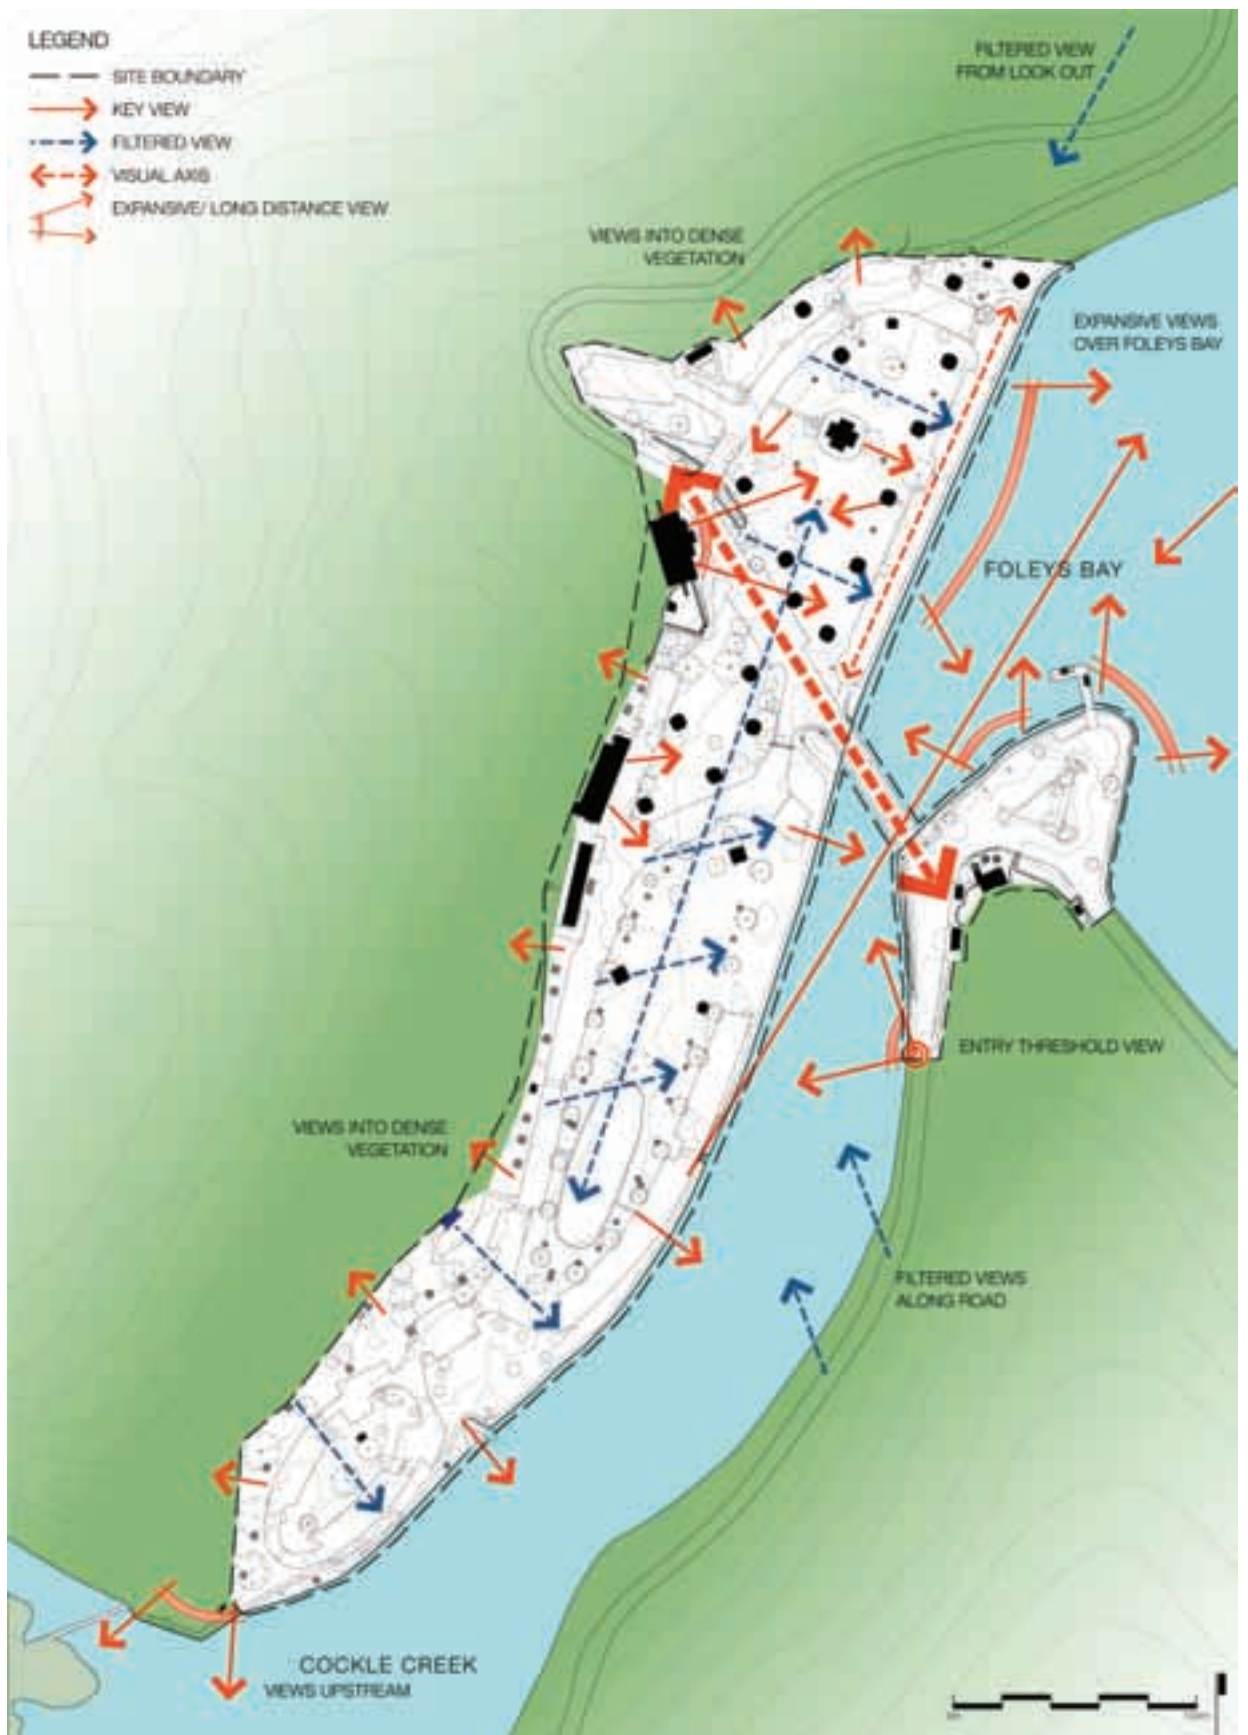 LEGEND
SITE BOUNDARY
KEY VIEW
FILTERED VIEW
VISUAL AXIS
EXPANSIVE/ LONG DISTANCE VIEW
FILTERED VIEW
FROM LOOK OUT
VIEWS INTO DENSE
VEGETATION
EXPANSIVE VIEWS
OVER FOLEYS BAY
FOLEYS BAY
ENTRY THRESHOLD VIEW
VIEWS INTO DENSE
VEGETATION
FILTERED VIEWS
ALONG ROAD
COCKLE CREEK
VIEWS UPSTREAM